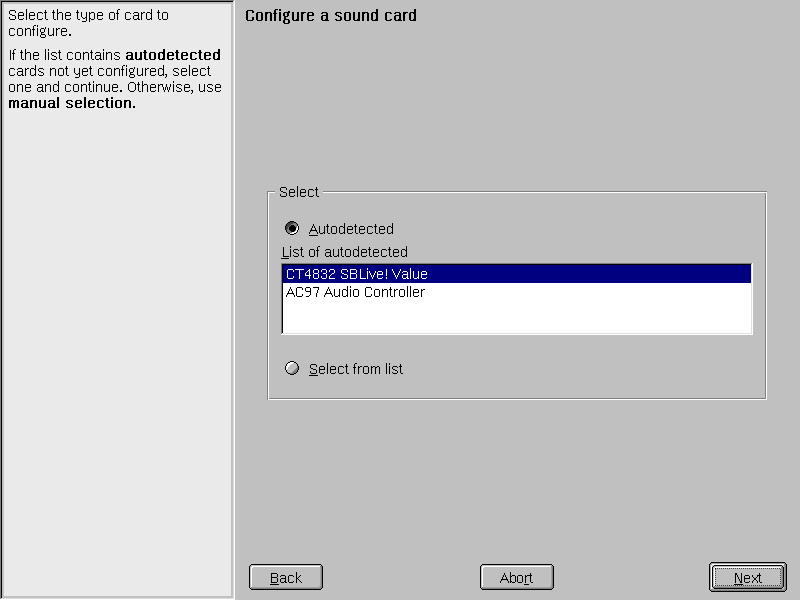 Select the type of card to
configure.
If the list contains autodetected
cards not yet configured, select
one and continue. Otherwise, use
manual selection.
Configure a sound card
Select
Autodetected
List of autodetected
CT4832 SBLive! Value
AC97 Audio Controller
Select from list
Back
Abort
Next